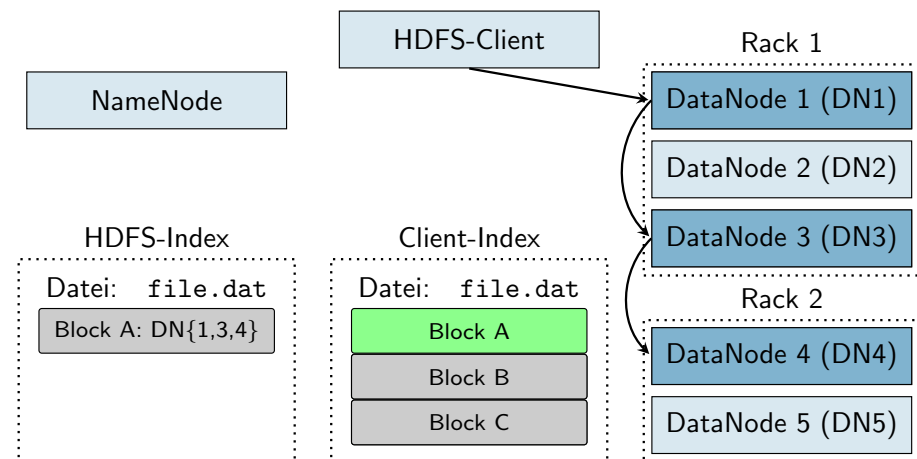 HDFS-Client
NameNode
Rack 1
DataNode 1 (DN1)
DataNode 2 (DN2)
DataNode 3 (DN3)
Rack 2
DataNode 4 (DN4)
DataNode 5 (DN5)
HDFS-Index
Datei: file.dat
Block A: DN{1,3,4}
Client-Index
Datei: file.dat
Block A
Block B
Block C